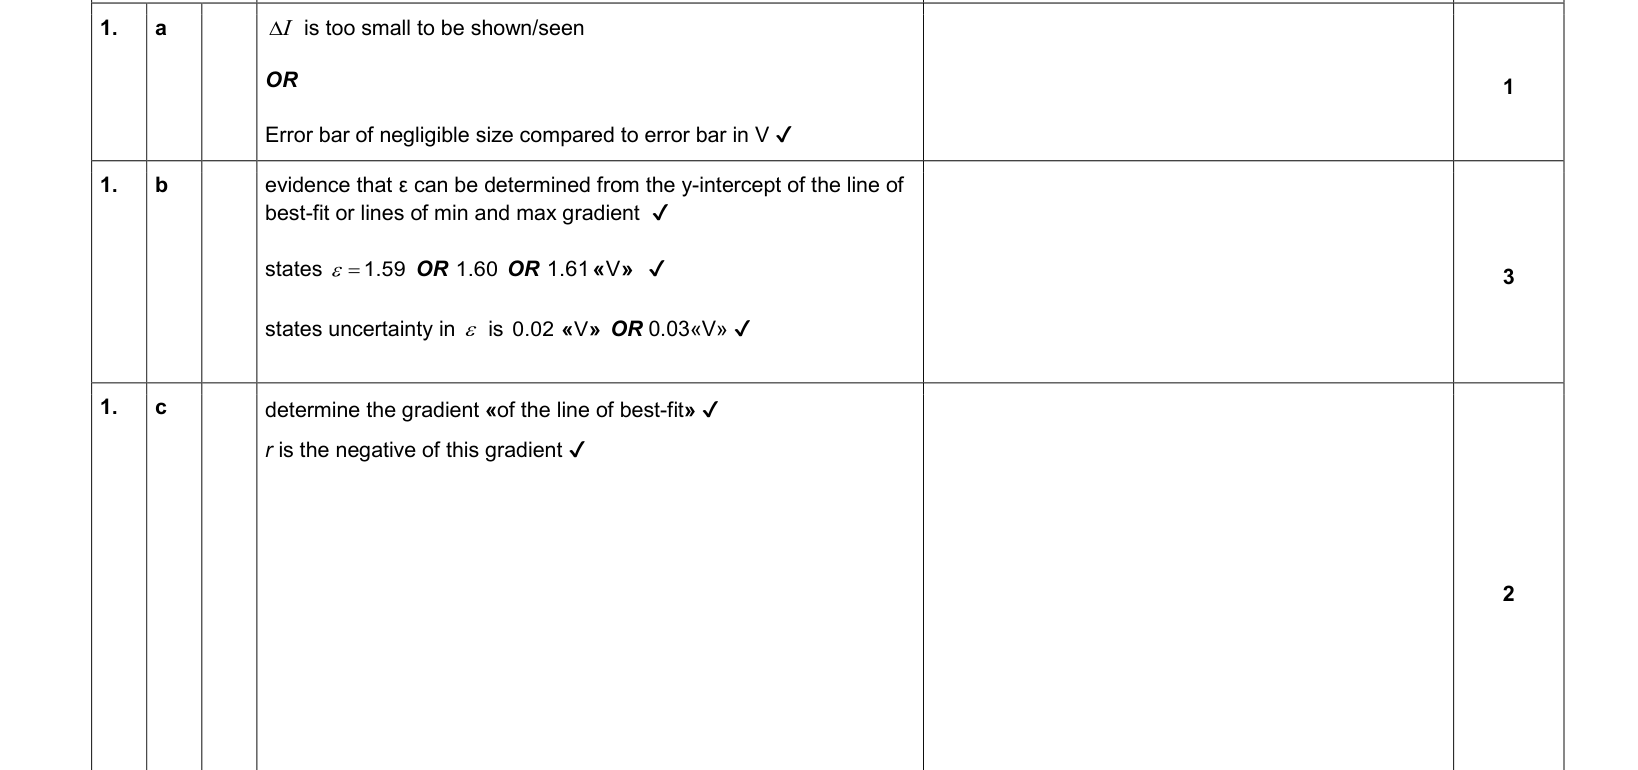 1. a ΔI is too small to be shown/seen
OR
1
Error bar of negligible size compared to error bar in V ✓
1. b evidence that ε can be determined from the y-intercept of the line of
best-fit or lines of min and max gradient ✓
states ε = 1.59 OR 1.60 OR 1.61 «V» ✓
3
states uncertainty in ε is 0.02 «V» OR 0.03«V» ✓
1. c determine the gradient «of the line of best-fit» ✓
r is the negative of this gradient ✓
2